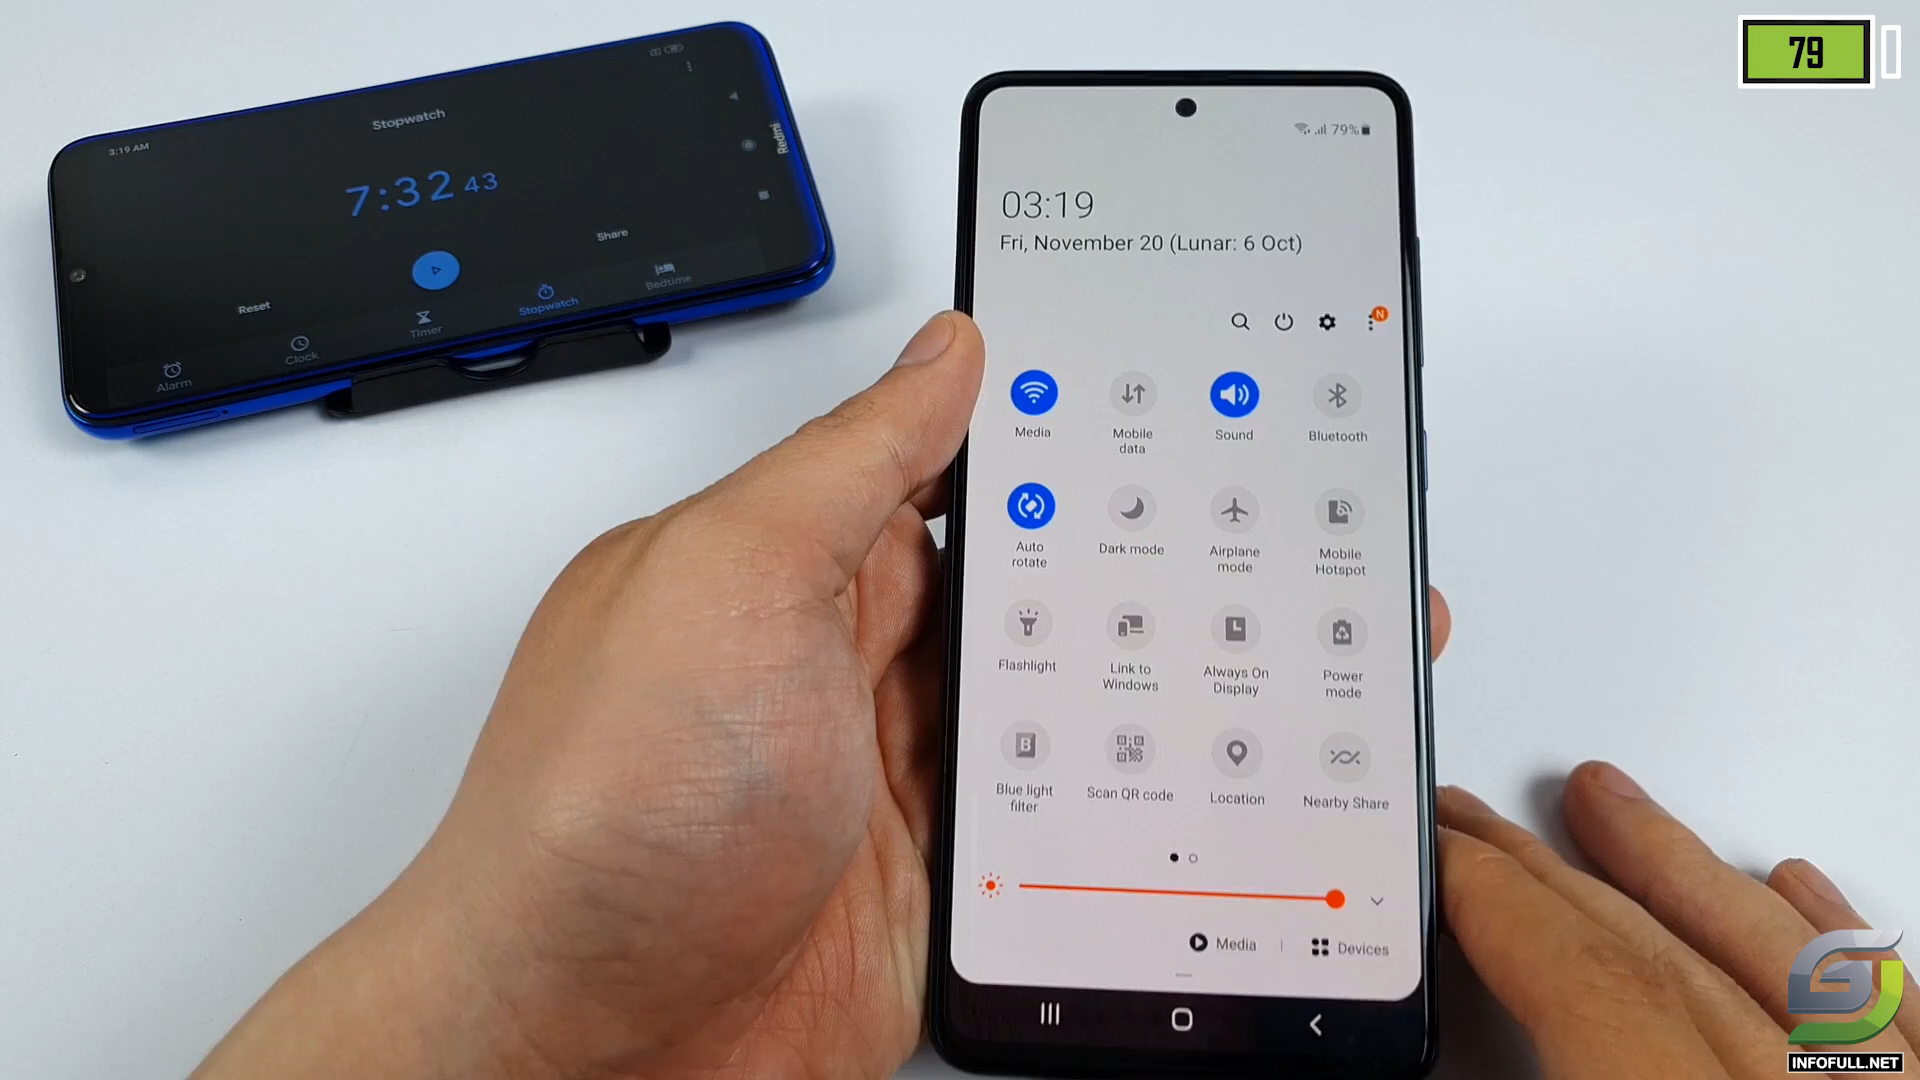 79
3:19 AM
Stopwatch
7:32 43
Share
Reset
Alarm
Clock
Timer
Stopwatch
Bedtime
Redmi
79%
03:19
Fri, November 20 (Lunar: 6 Oct)
N
Media
Mobile
data
Sound
Bluetooth
Auto
rotate
Dark mode
Airplane
mode
Mobile
Hotspot
Flashlight
Link to
Windows
Always On
Display
Power
mode
B
Blue light
filter
Scan QR code
Location
Nearby Share
Media
Devices
INFOFULL.NET